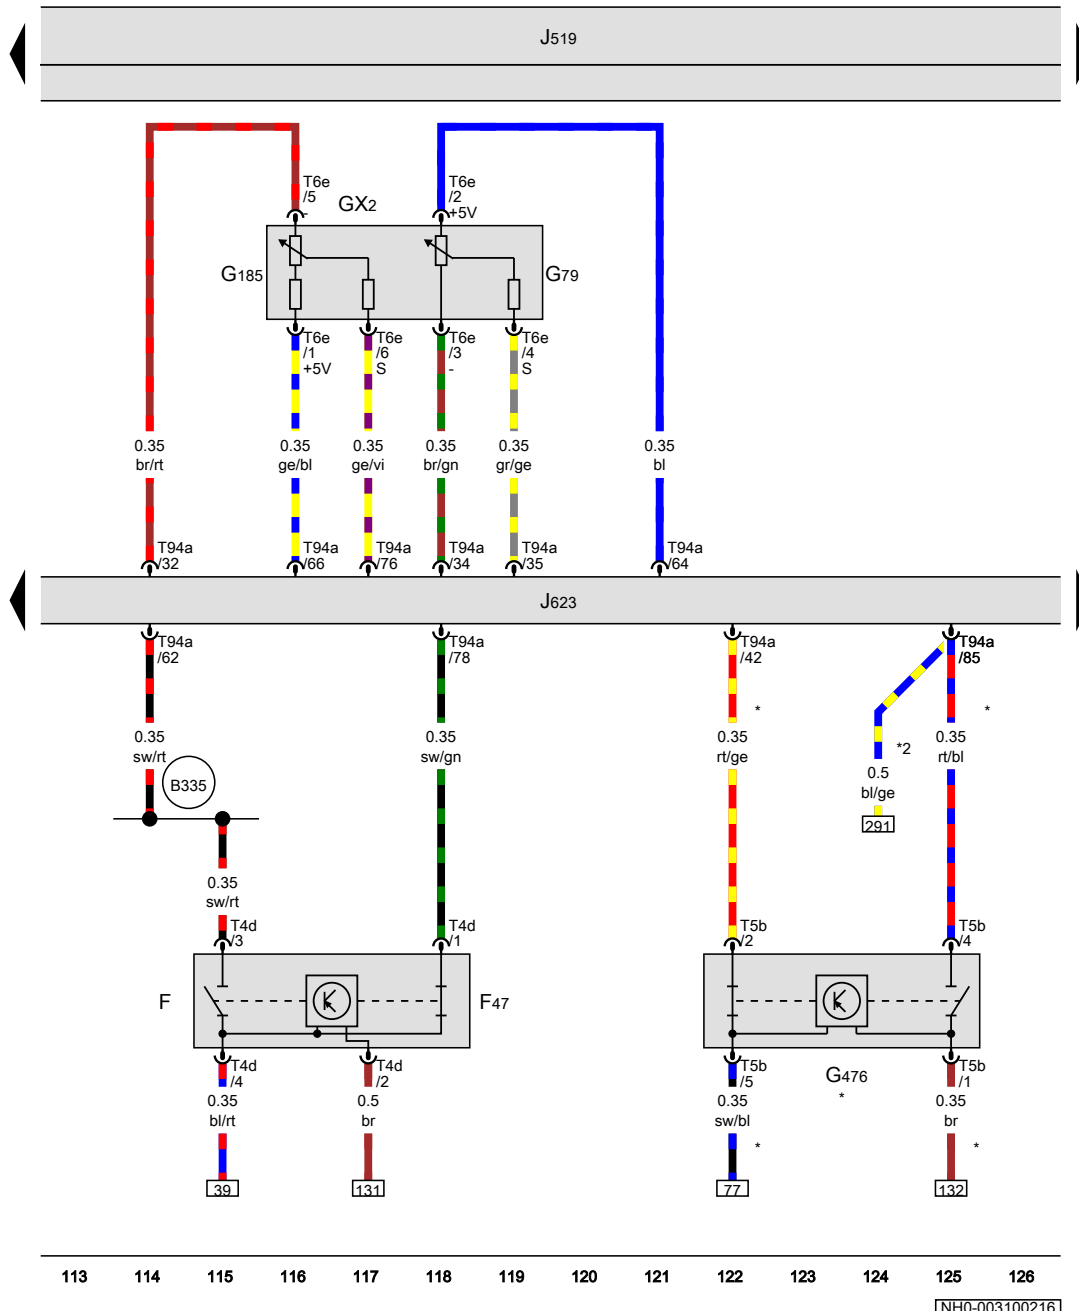 J519
T6e
/5
-
GX2
T6e
/2
+5V
G185
G79
T6e
/1
+5V
T6e
/6
S
T6e
/3
-
T6e
/4
S
0.35
br/rt
0.35
ge/bl
0.35
ge/vi
0.35
br/gn
0.35
gr/ge
0.35
bl
T94a
/32
T94a
/66
T94a
/76
T94a
/34
T94a
/35
T94a
/64
J623
T94a
/62
T94a
/78
T94a
/42
T94a
/85
*
*
0.35
sw/rt
0.35
sw/gn
0.35
rt/ge
*2
0.35
rt/bl
B335
0.5
bl/ge
291
0.35
sw/rt
T4d
/3
T4d
/1
T5b
/2
T5b
/4
F
F47
T4d
/4
T4d
/2
T5b
/5
G476
*
T5b
/1
0.35
bl/rt
0.5
br
0.35
sw/bl
*
0.35
br
*
39
131
77
132
113 114 115 116 117 118 119 120 121 122 123 124 125 126
NH0-003100216